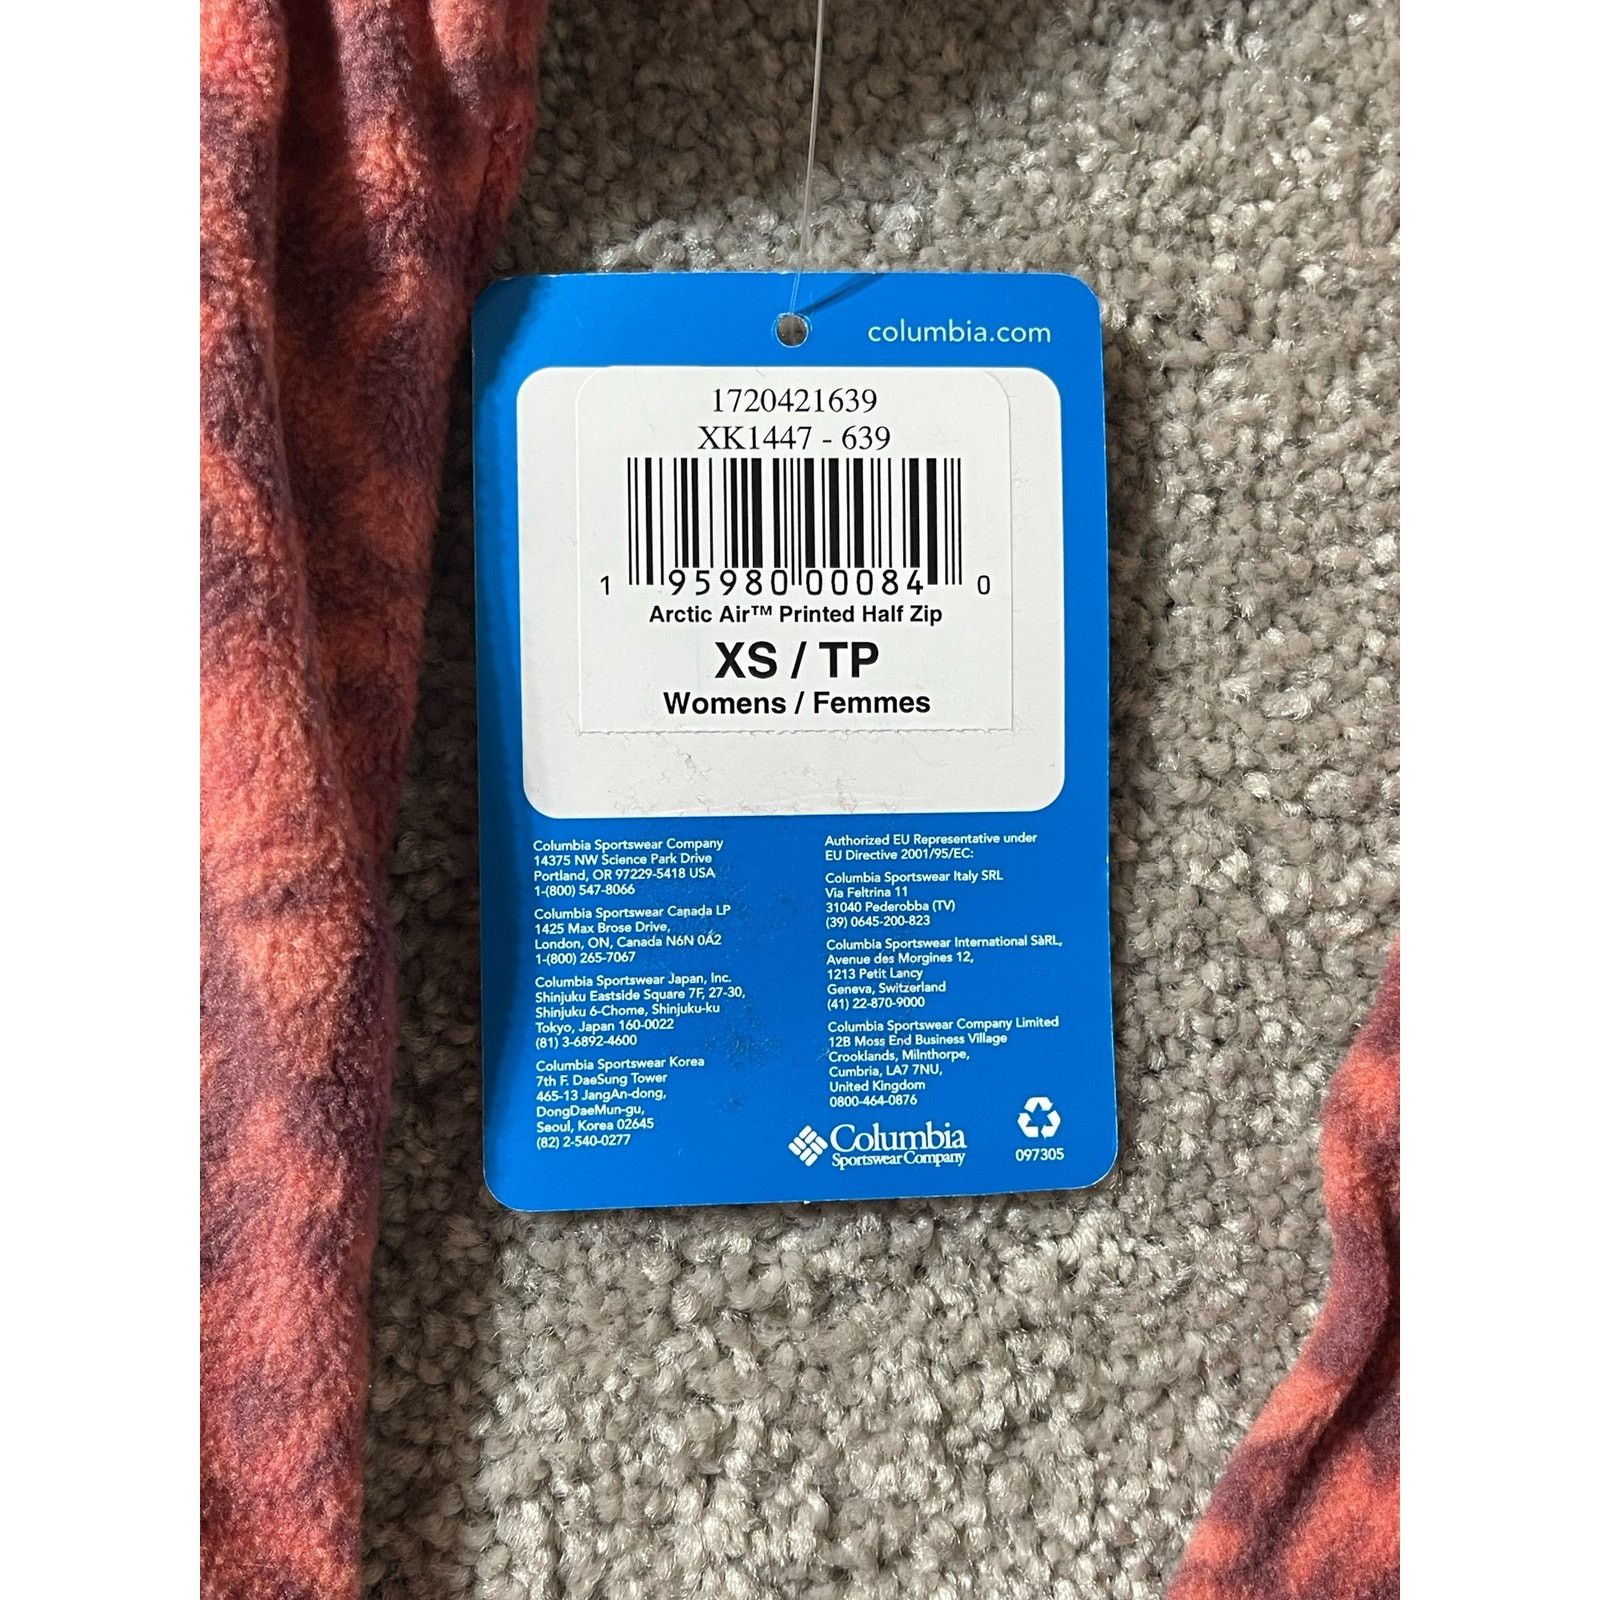 columbia.com
1720421639
XK1447 - 639
1 95980 00084 0
Arctic Air™ Printed Half Zip
XS / TP
Womens / Femmes
Columbia Sportswear Company
14375 NW Science Park Drive
Portland, OR 97229-5418 USA
1-(800) 547-8066
Columbia Sportswear Canada LP
1425 Max Brose Drive,
London, ON, Canada N6N 0A2
1-(800) 265-7067
Columbia Sportswear Japan, Inc.
Shinjuku Eastside Square 7F, 27-30,
Shinjuku 6-Chome, Shinjuku-ku
Tokyo, Japan 160-0022
(81) 3-6892-4600
Columbia Sportswear Korea
7th F. DaeSung Tower
465-13 JangAn-dong,
DongDaeMun-gu,
Seoul, Korea 02645
(82) 2-540-0277
Authorized EU Representative under
EU Directive 2001/95/EC:
Columbia Sportswear Italy SRL
Via Feltrina 11
31040 Pederobba (TV)
(39) 0645-200-823
Columbia Sportswear International SàRL,
Avenue des Morgines 12,
1213 Petit Lancy
Geneva, Switzerland
(41) 22-870-9000
Columbia Sportswear Company Limited
12B Moss End Business Village
Crooklands, Milnthorpe,
Cumbria, LA7 7NU,
United Kingdom
0800-464-0876
Columbia
Sportswear Company
097305